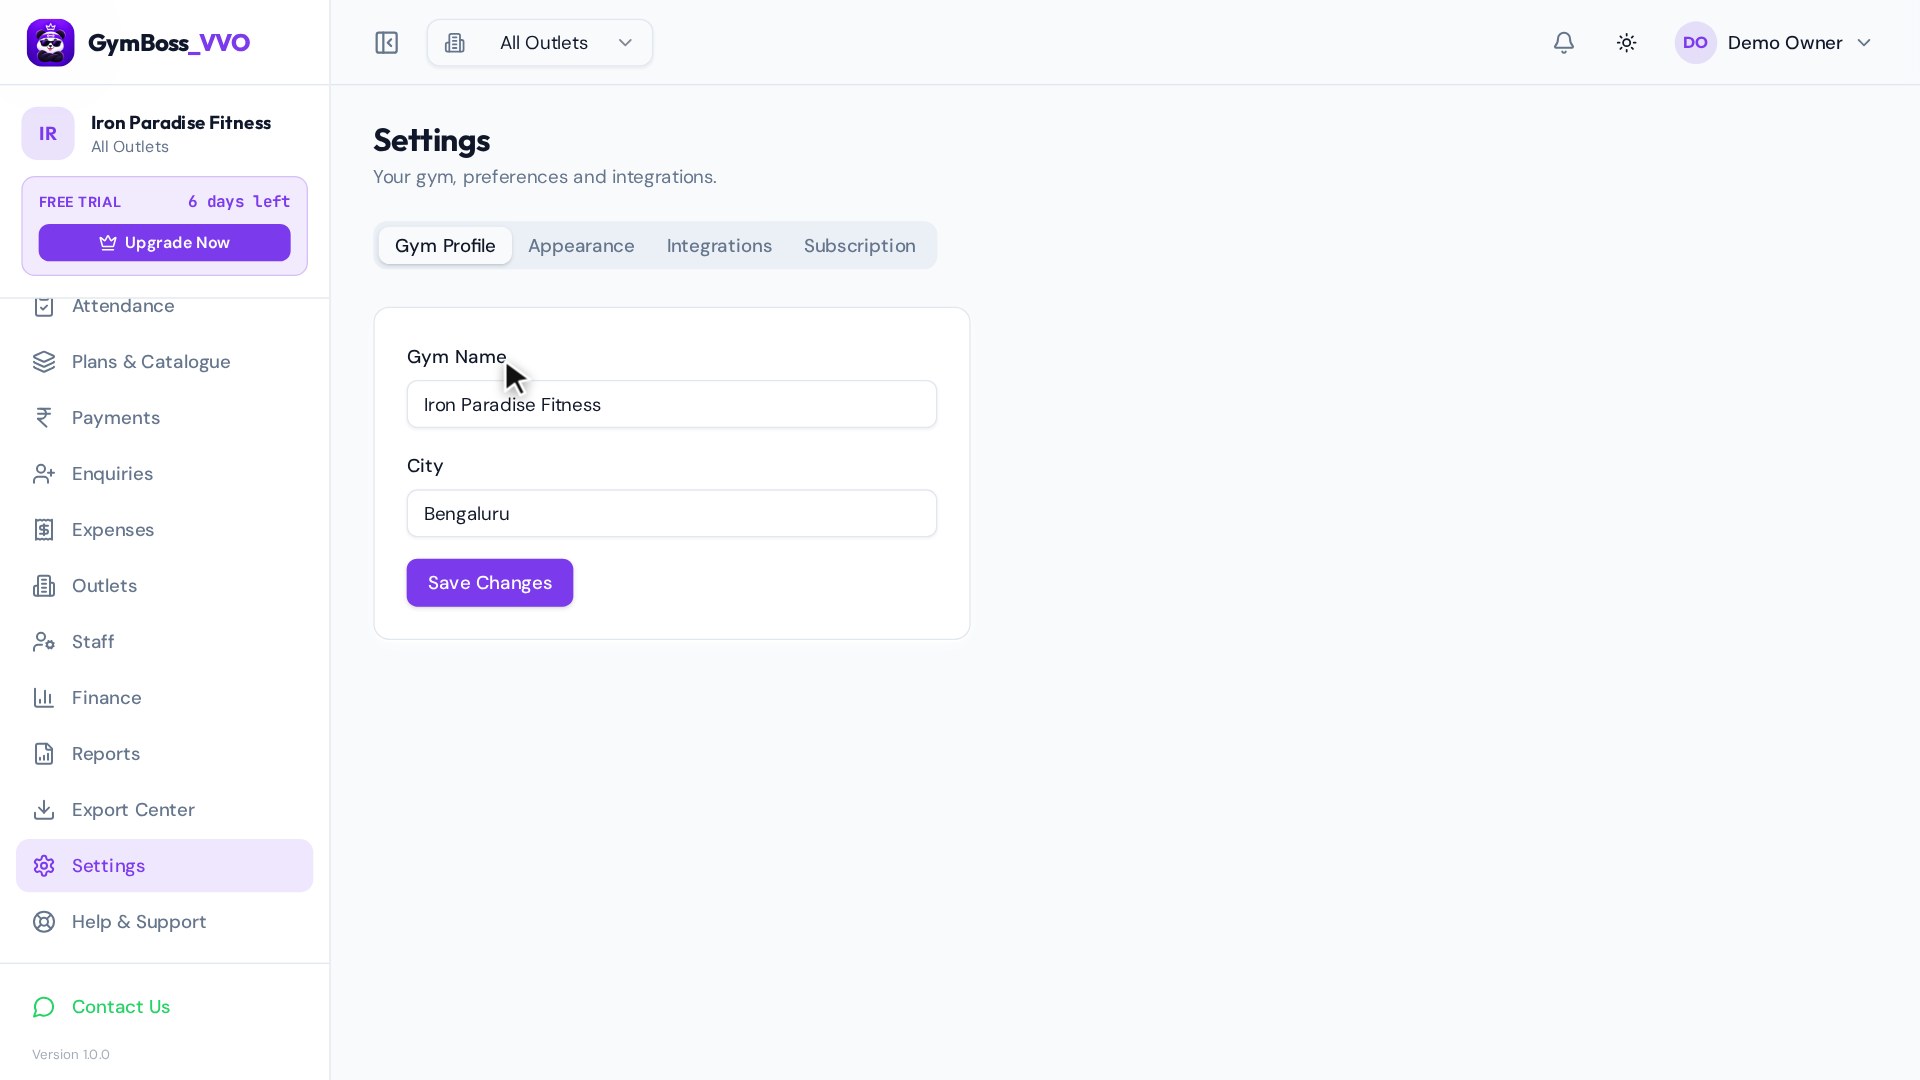 GymBoss_VVO
All Outlets
DO
Demo Owner
IR
Iron Paradise Fitness
All Outlets
FREE TRIAL
6 days left
Upgrade Now
Attendance
Plans & Catalogue
Payments
Enquiries
Expenses
Outlets
Staff
Finance
Reports
Export Center
Settings
Help & Support
Contact Us
Version 1.0.0
Settings
Your gym, preferences and integrations.
Gym Profile
Appearance
Integrations
Subscription
Gym Name
Iron Paradise Fitness
City
Bengaluru
Save Changes